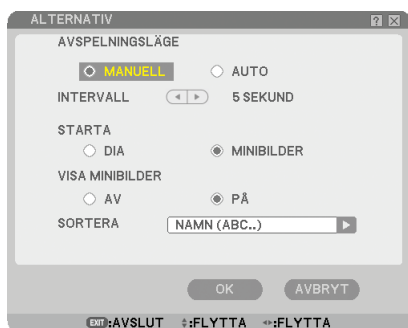 ALTERNATIV
AVSPELNINGSLÄGE
MANUELL AUTO
INTERVALL 5 SEKUND
STARTA
DIA MINIBILDER
VISA MINIBILDER
AV PÅ
SORTERA NAMN (ABC..)
OK AVBRYT
EXIT:AVSLUT :FLYTTA :FLYTTA